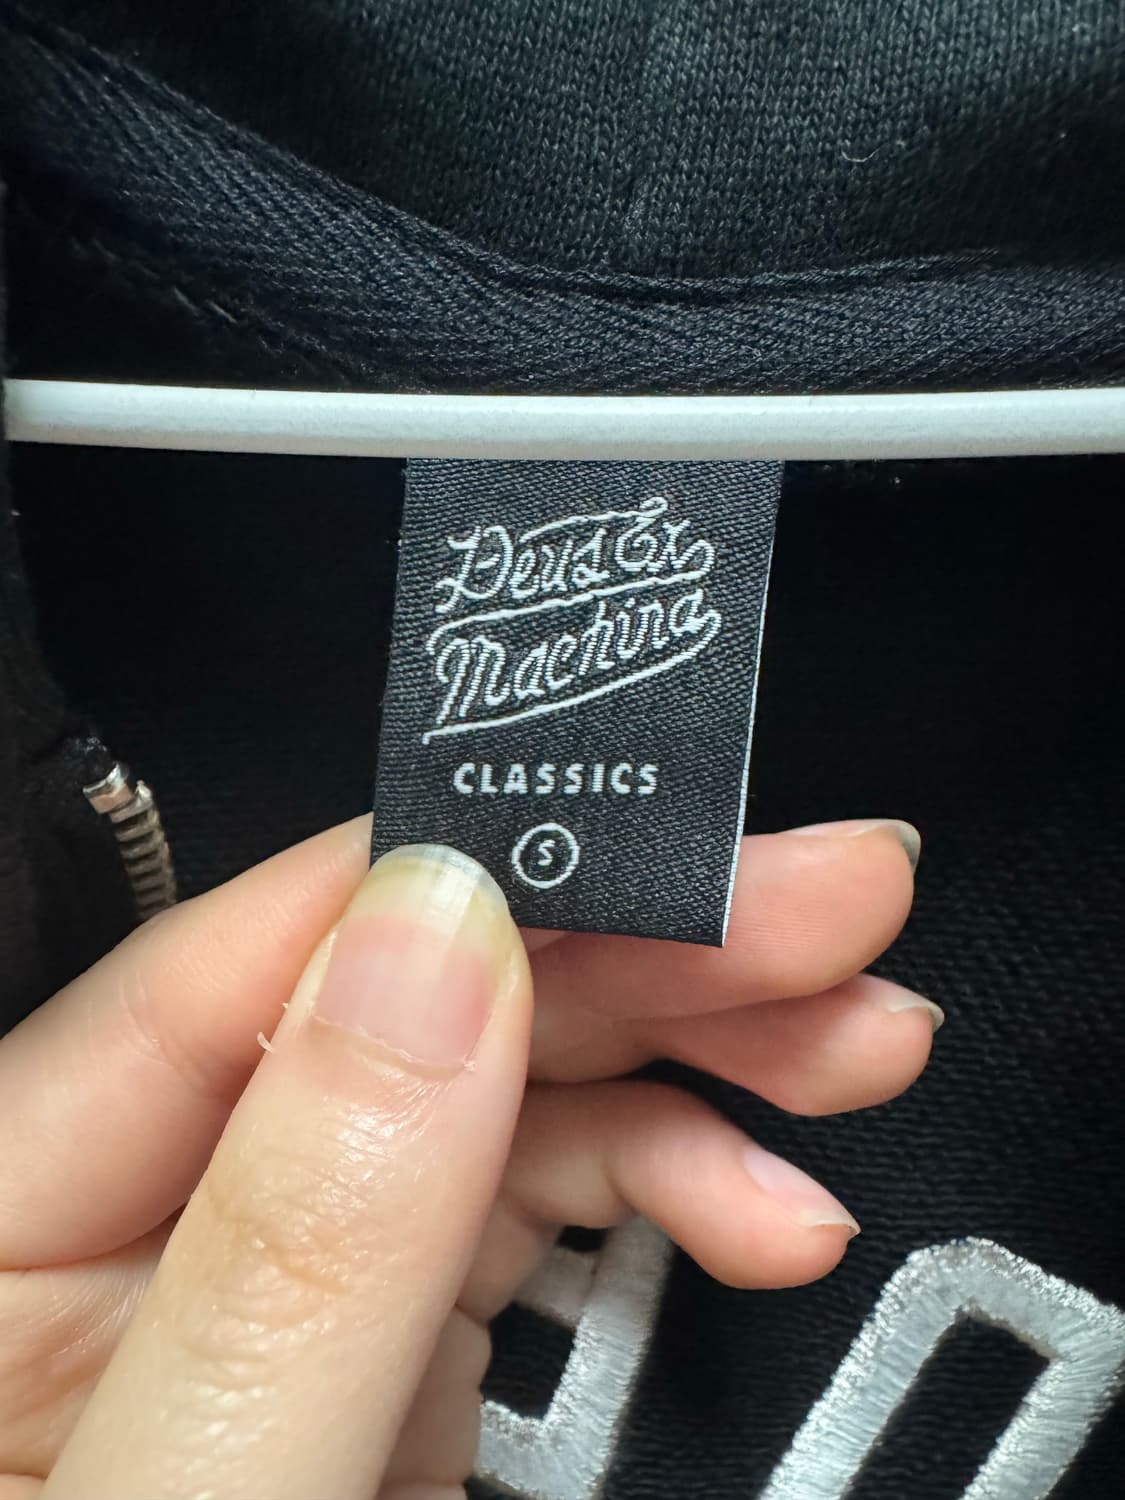 Deus Ex
Machina
CLASSICS
S